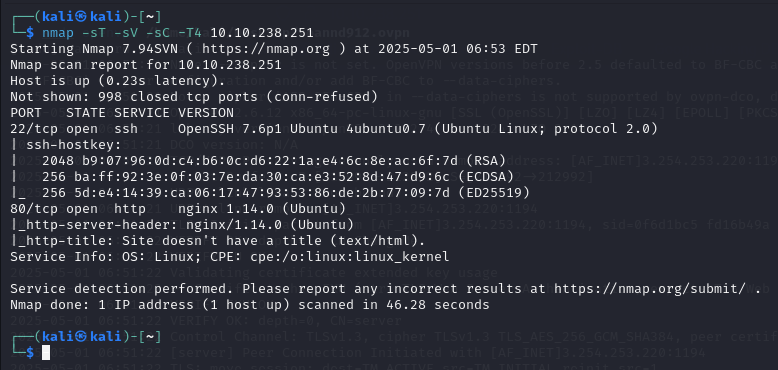 ┌──(kali㉿kali)-[~]
└─$ nmap -sT -sV -sC -T4 10.10.238.251
Starting Nmap 7.94SVN ( https://nmap.org ) at 2025-05-01 06:53 EDT
Nmap scan report for 10.10.238.251
Host is up (0.23s latency).
Not shown: 998 closed tcp ports (conn-refused)
PORT   STATE SERVICE VERSION
22/tcp open  ssh     OpenSSH 7.6p1 Ubuntu 4ubuntu0.7 (Ubuntu Linux; protocol 2.0)
| ssh-hostkey:
|   2048 b9:07:96:0d:c4:b6:0c:d6:22:1a:e4:6c:8e:ac:6f:7d (RSA)
|   256 ba:ff:92:3e:0f:03:7e:da:30:ca:e3:52:8d:47:d9:6c (ECDSA)
|_  256 5d:e4:14:39:ca:06:17:47:93:53:86:de:2b:77:09:7d (ED25519)
80/tcp open  http    nginx 1.14.0 (Ubuntu)
|_http-server-header: nginx/1.14.0 (Ubuntu)
|_http-title: Site doesn't have a title (text/html).
Service Info: OS: Linux; CPE: cpe:/o:linux:linux_kernel

Service detection performed. Please report any incorrect results at https://nmap.org/submit/ .
Nmap done: 1 IP address (1 host up) scanned in 46.28 seconds

┌──(kali㉿kali)-[~]
└─$